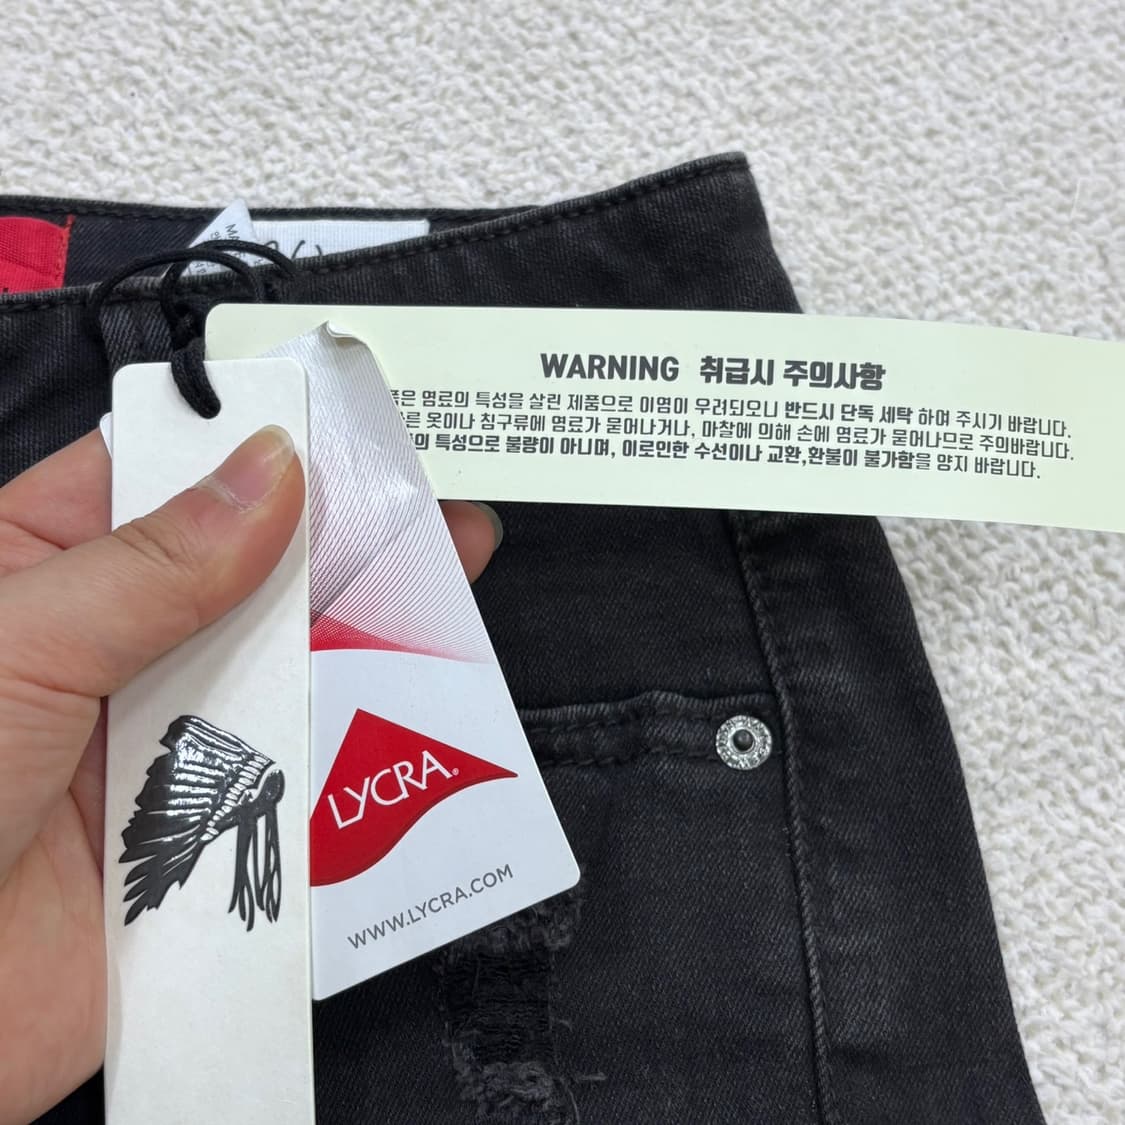 WARNING 취급시 주의사항
품은 염료의 특성을 살린 제품으로 이염이 우려되오니 반드시 단독 세탁 하여 주시기 바랍니다.
른 옷이나 침구류에 염료가 묻어나거나, 마찰에 의해 손에 염료가 묻어나므로 주의바랍니다.
의 특성으로 불량이 아니며, 이로인한 수선이나 교환,환불이 불가함을 양지 바랍니다.
LYCRA®
WWW.LYCRA.COM